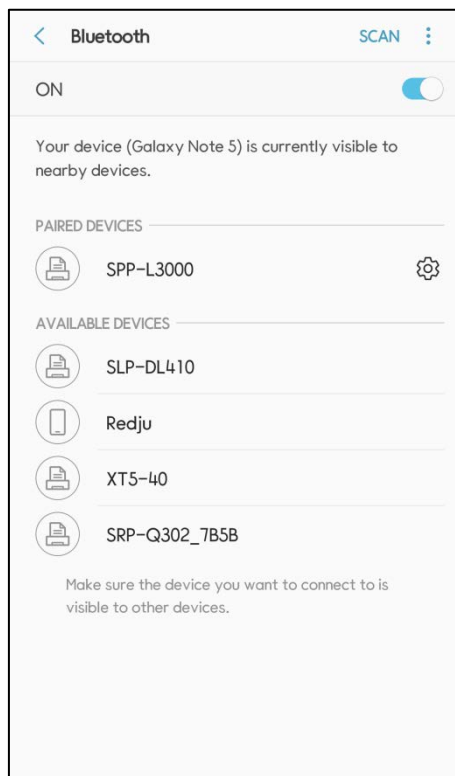 Bluetooth SCAN
ON
Your device (Galaxy Note 5) is currently visible to
nearby devices.
PAIRED DEVICES
SPP-L3000
AVAILABLE DEVICES
SLP-DL410
Redju
XT5-40
SRP-Q302_7B5B
Make sure the device you want to connect to is
visible to other devices.